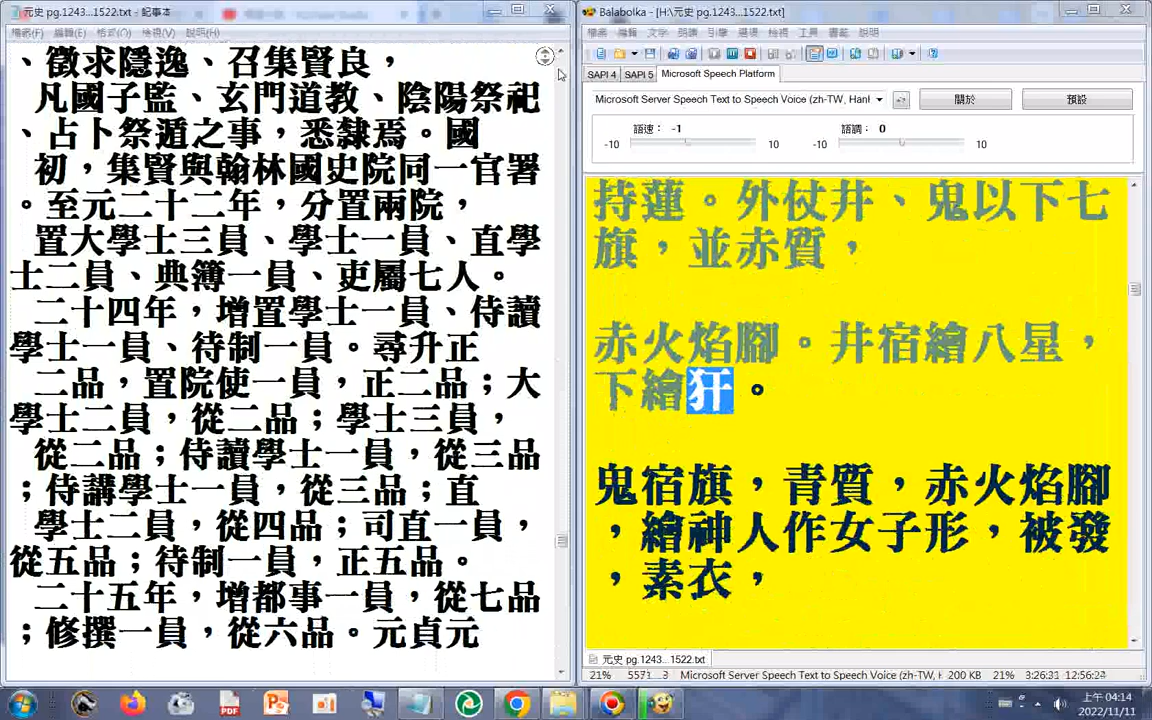 元史 pg.1243...1522.txt - 記事本
檔案(F) 編輯(E) 格式(O) 檢視(V) 說明(H)
、徵求隱逸、召集賢良，
凡國子監、玄門道教、陰陽祭祀
、占卜祭遁之事，悉隸焉。國
初，集賢與翰林國史院同一官署
。至元二十二年，分置兩院，
置大學士三員、學士一員、直學
士二員、典簿一員、吏屬七人。
二十四年，增置學士一員、侍讀
學士一員、待制一員。尋升正
二品，置院使一員，正二品；大
學士二員，從二品；學士三員，
從二品；侍讀學士一員，從三品
；侍講學士一員，從三品；直
學士二員，從四品；司直一員，
從五品；待制一員，正五品。
二十五年，增都事一員，從七品
；修撰一員，從六品。元貞元
Balabolka - [H:\元史 pg.1243...1522.txt]
檔案 編輯 文字 朗讀 引擎 選項 檢視 工具 書籤 說明
SAPI 4 SAPI 5 Microsoft Speech Platform
Microsoft Server Speech Text to Speech Voice (zh-TW, Hanl
關於 預設
語速： -1 語調： 0
-10 10 -10 10
持蓮。外仗井、鬼以下七
旗，並赤質，
赤火焰腳。井宿繪八星，
下繪犴。
鬼宿旗，青質，赤火焰腳
，繪神人作女子形，被發
，素衣，
元史 pg.1243...1522.txt
21% 5571...3 Microsoft Server Speech Text to Speech Voice (zh-TW, H 200 KB 21% 3:26:31 12:56:24
上午 04:14
2022/11/11